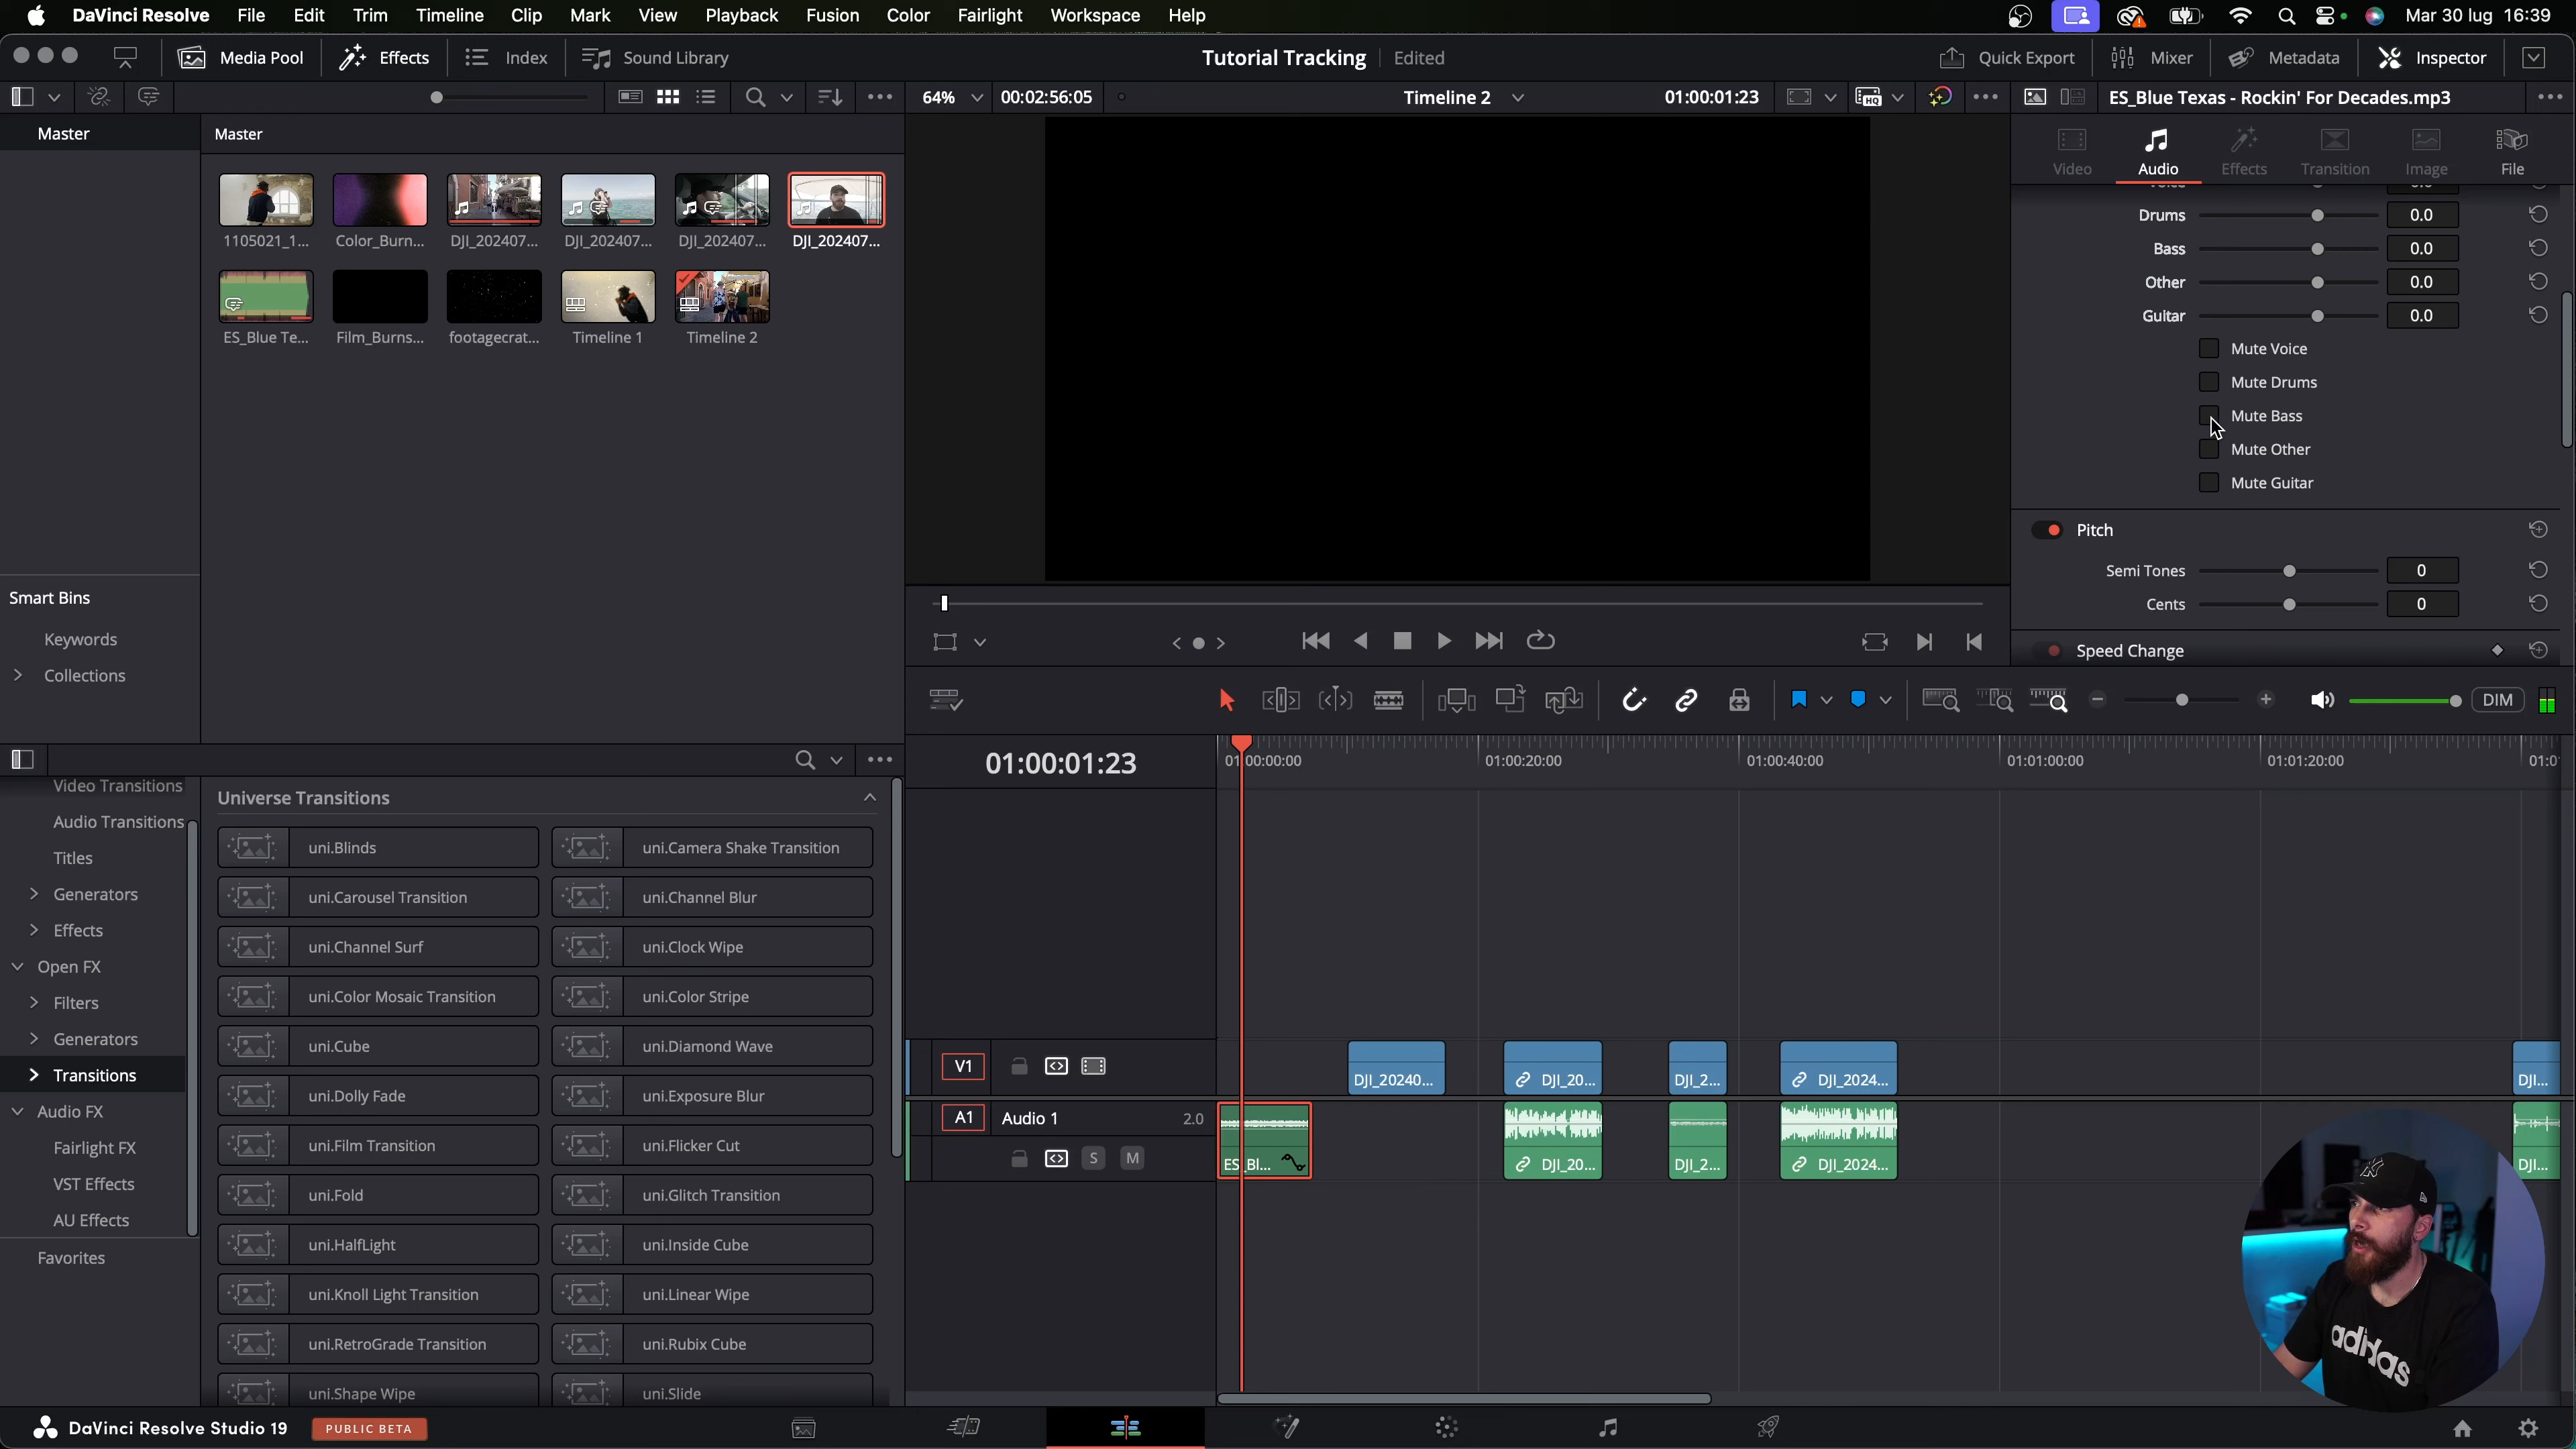 DaVinci Resolve File Edit Trim Timeline Clip Mark View Playback Fusion Color Fairlight Workspace Help Mar 30 lug 16:39
Media Pool Effects Index Sound Library Tutorial Tracking Edited Quick Export Mixer Metadata Inspector
64% 00:02:56:05 Timeline 2 01:00:01:23 ES_Blue Texas - Rockin' For Decades.mp3
Master
Master
Video Audio Effects Transition Image File
1105021_1... Color_Burn... DJI_202407... DJI_202407... DJI_202407... DJI_202407...
ES_Blue Te... Film_Burns... footagecrat... Timeline 1 Timeline 2
Drums 0.0
Bass 0.0
Other 0.0
Guitar 0.0
Mute Voice
Mute Drums
Mute Bass
Mute Other
Mute Guitar
Pitch
Semi Tones 0
Cents 0
Speed Change
Smart Bins
Keywords
Collections
DIM
Video Transitions
Audio Transitions
Titles
Generators
Effects
Open FX
Filters
Generators
Transitions
Audio FX
Fairlight FX
VST Effects
AU Effects
Favorites
Universe Transitions
uni.Blinds uni.Camera Shake Transition
uni.Carousel Transition uni.Channel Blur
uni.Channel Surf uni.Clock Wipe
uni.Color Mosaic Transition uni.Color Stripe
uni.Cube uni.Diamond Wave
uni.Dolly Fade uni.Exposure Blur
uni.Film Transition uni.Flicker Cut
uni.Fold uni.Glitch Transition
uni.HalfLight uni.Inside Cube
uni.Knoll Light Transition uni.Linear Wipe
uni.RetroGrade Transition uni.Rubix Cube
uni.Shape Wipe uni.Slide
01:00:01:23
01:00:00:00 01:00:20:00 01:00:40:00 01:01:00:00 01:01:20:00 01:0
V1 DJI_20240... DJI_20... DJI_2... DJI_2024... DJI...
A1 Audio 1 2.0
S M ES_Bl... DJI_20... DJI_2... DJI_2024... DJI...
adidas
DaVinci Resolve Studio 19 PUBLIC BETA